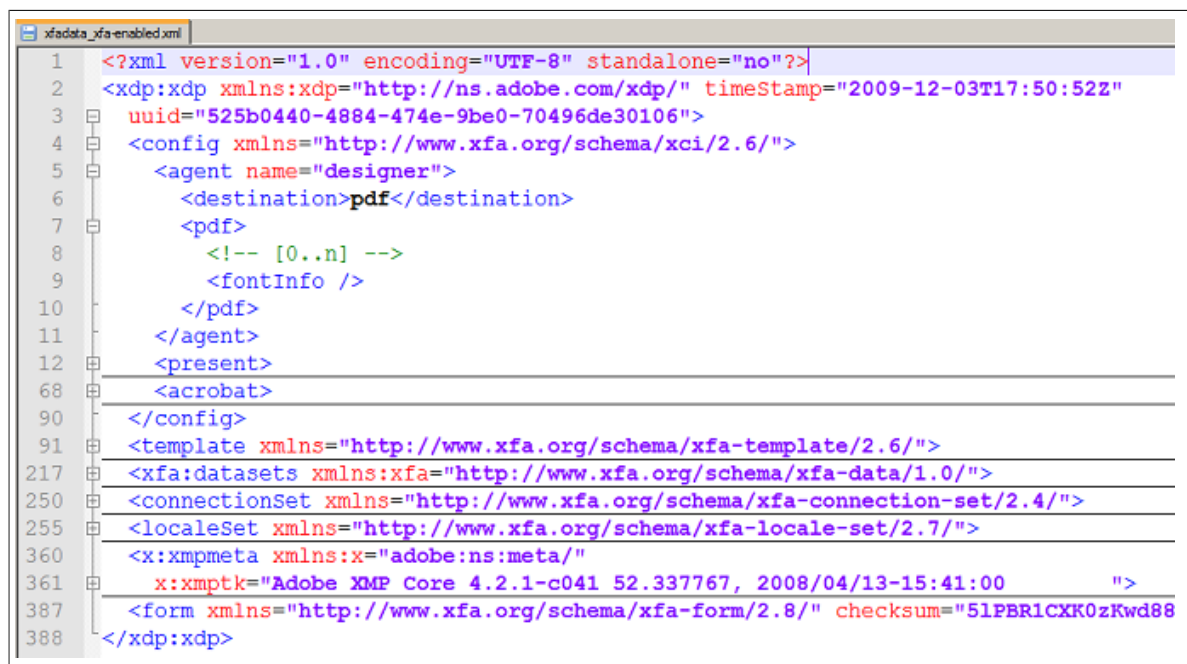 xfadata_xfa-enabled.xml
1 <?xml version="1.0" encoding="UTF-8" standalone="no"?>
2 <xdp:xdp xmlns:xdp="http://ns.adobe.com/xdp/" timeStamp="2009-12-03T17:50:52Z"
3 uuid="525b0440-4884-474e-9be0-70496de30106">
4 <config xmlns="http://www.xfa.org/schema/xci/2.6/">
5 <agent name="designer">
6 <destination>pdf</destination>
7 <pdf>
8 <!-- [0..n] -->
9 <fontInfo />
10 </pdf>
11 </agent>
12 <present>
68 <acrobat>
90 </config>
91 <template xmlns="http://www.xfa.org/schema/xfa-template/2.6/">
217 <xfa:datasets xmlns:xfa="http://www.xfa.org/schema/xfa-data/1.0/">
250 <connectionSet xmlns="http://www.xfa.org/schema/xfa-connection-set/2.4/">
255 <localeSet xmlns="http://www.xfa.org/schema/xfa-locale-set/2.7/">
360 <x:xmpmeta xmlns:x="adobe:ns:meta/"
361 x:xmptk="Adobe XMP Core 4.2.1-c041 52.337767, 2008/04/13-15:41:00        ">
387 <form xmlns="http://www.xfa.org/schema/xfa-form/2.8/" checksum="5lPBR1CXK0zKwd88
388 </xdp:xdp>